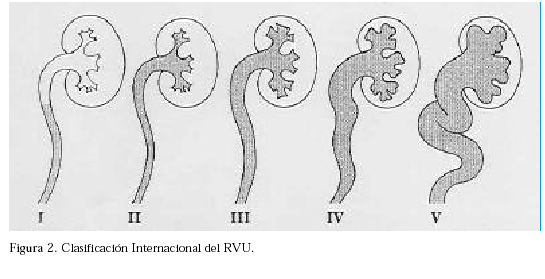 I II III IV V
Figura 2. Clasificación Internacional del RVU.